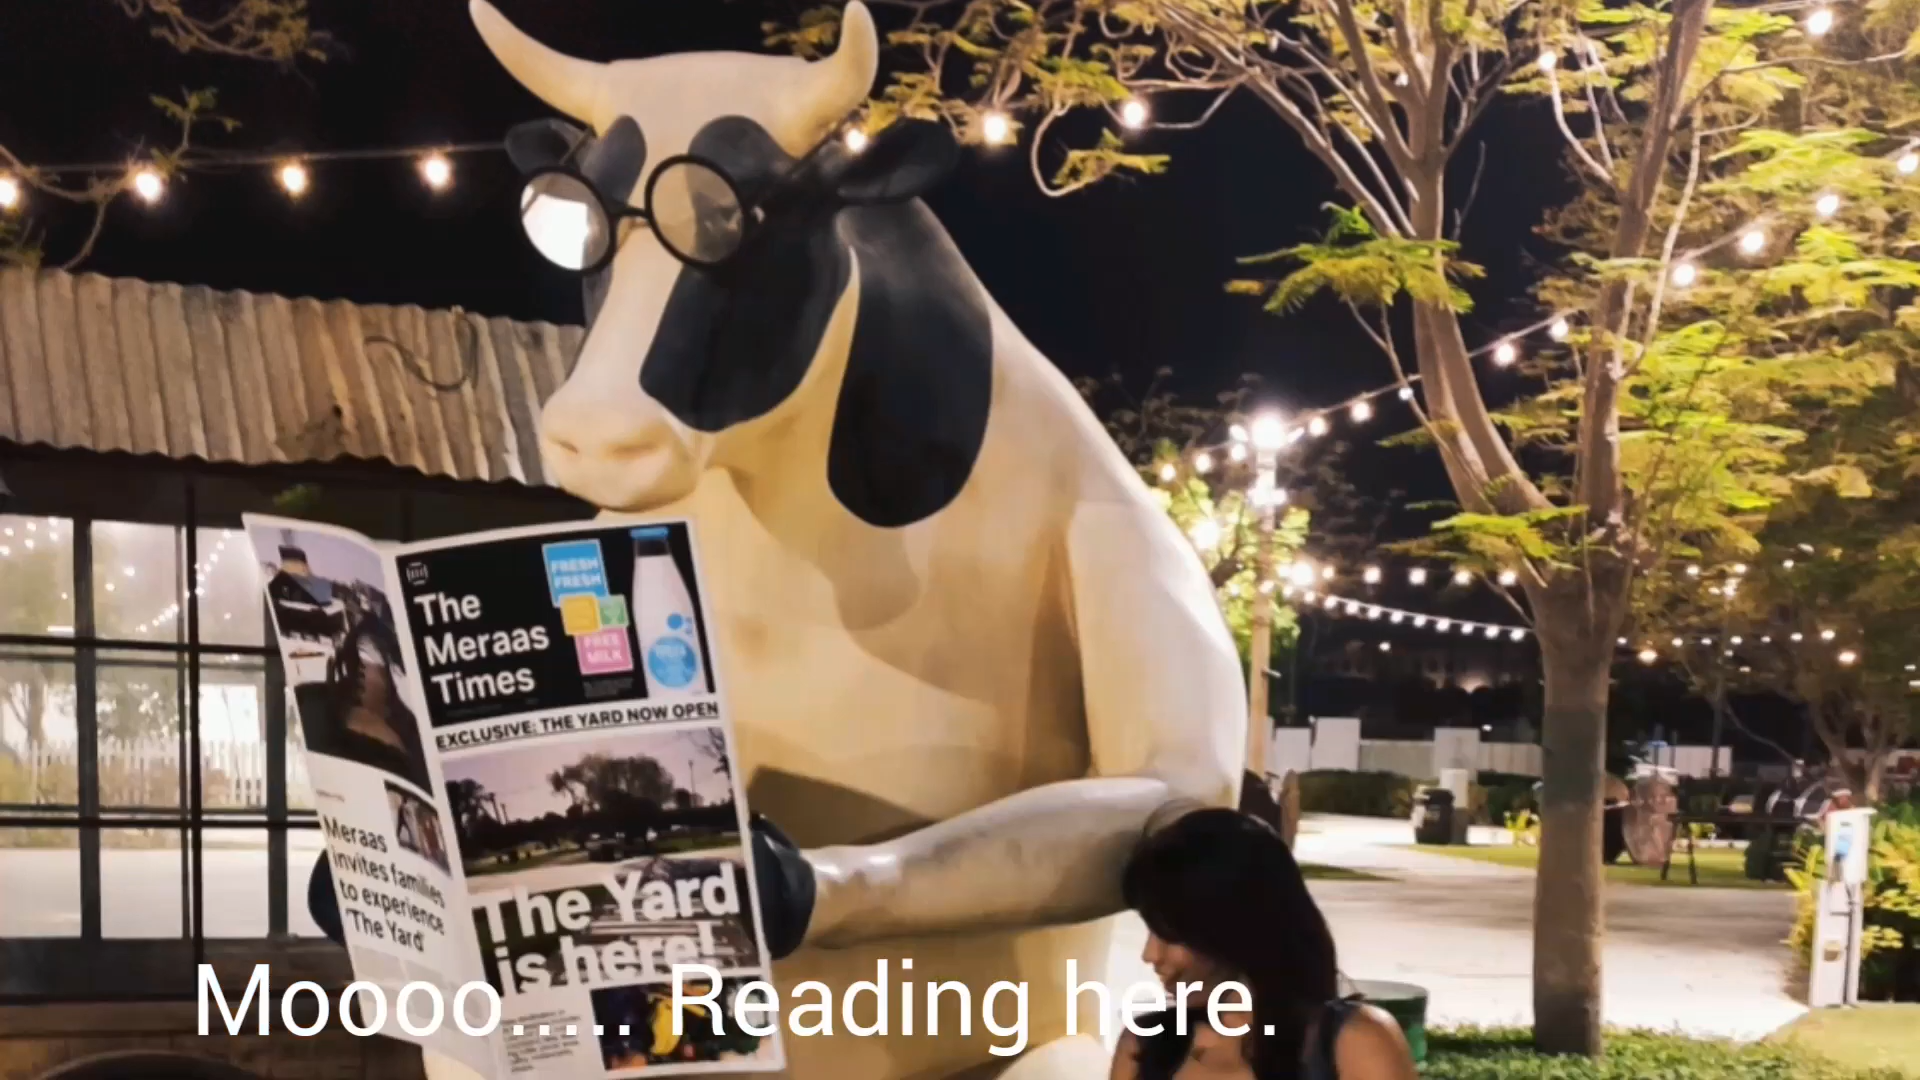 The
Meraas
Times
FRESH
FRESH
FREE
MILK
EXCLUSIVE: THE YARD NOW OPEN
Meraas
invites families
to experience
'The Yard'
The Yard
is here!
Moooo..... Reading here.